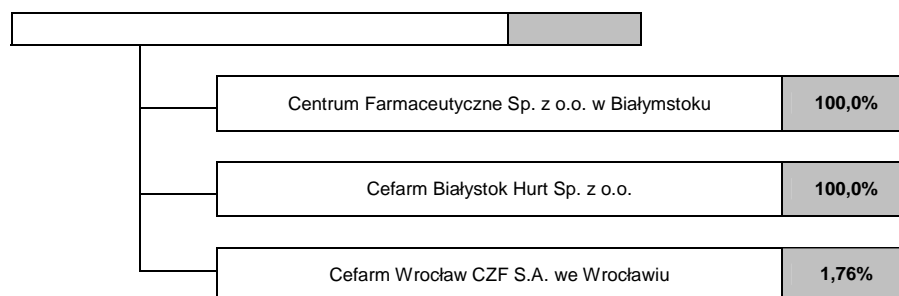 Centrum Farmaceutyczne Sp. z o.o. w Białymstoku 100,0%
Cefarm Białystok Hurt Sp. z o.o. 100,0%
Cefarm Wrocław CZF S.A. we Wrocławiu 1,76%